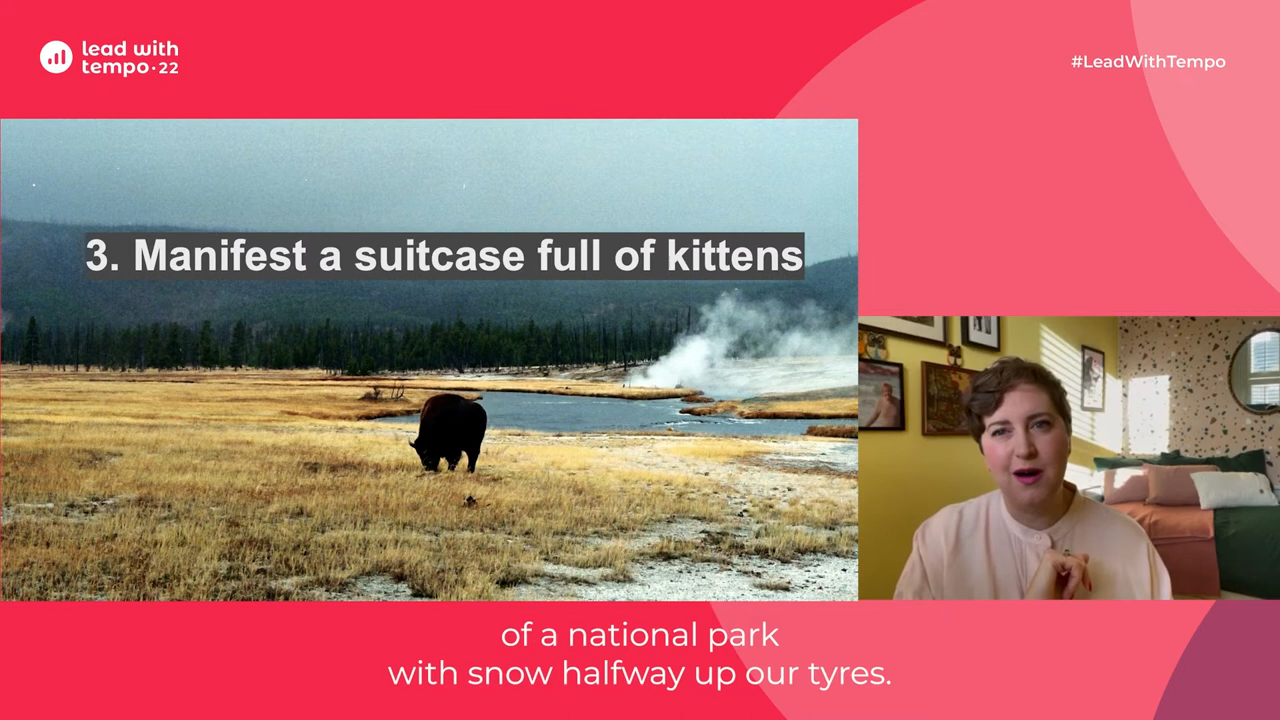 lead with
tempo·22
#LeadWithTempo
3. Manifest a suitcase full of kittens
of a national park
with snow halfway up our tyres.